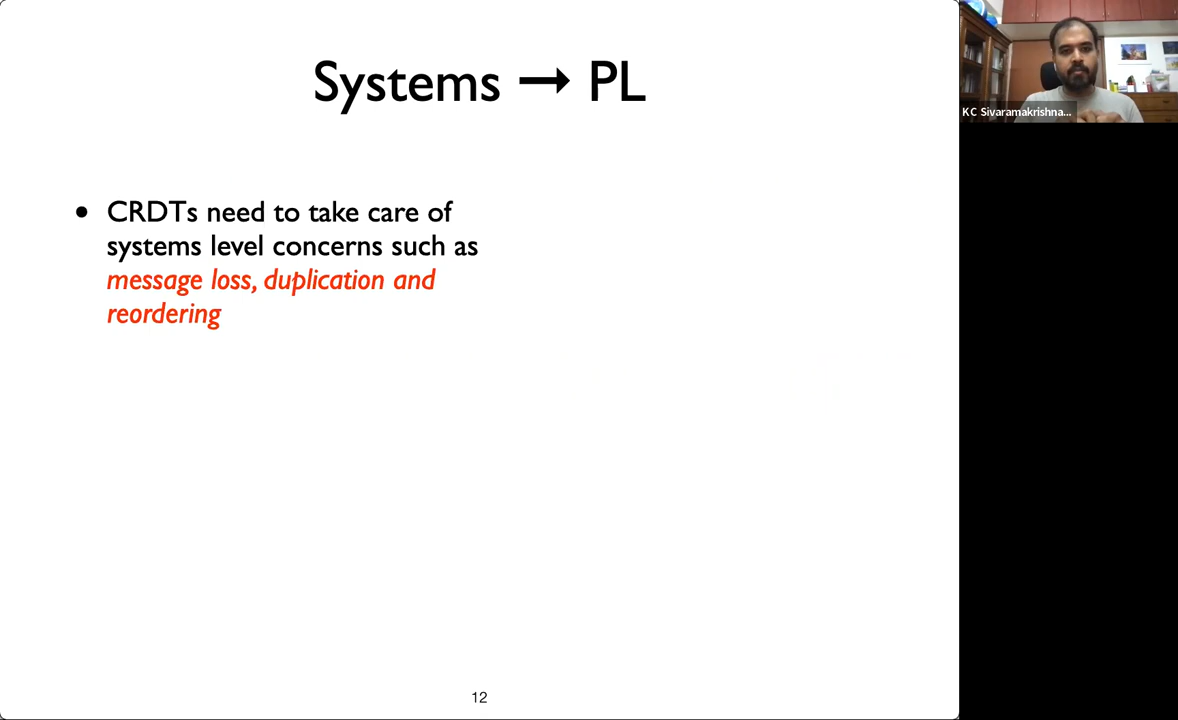 Systems → PL
• CRDTs need to take care of
systems level concerns such as
message loss, duplication and
reordering
12
KC Sivaramakrishna...